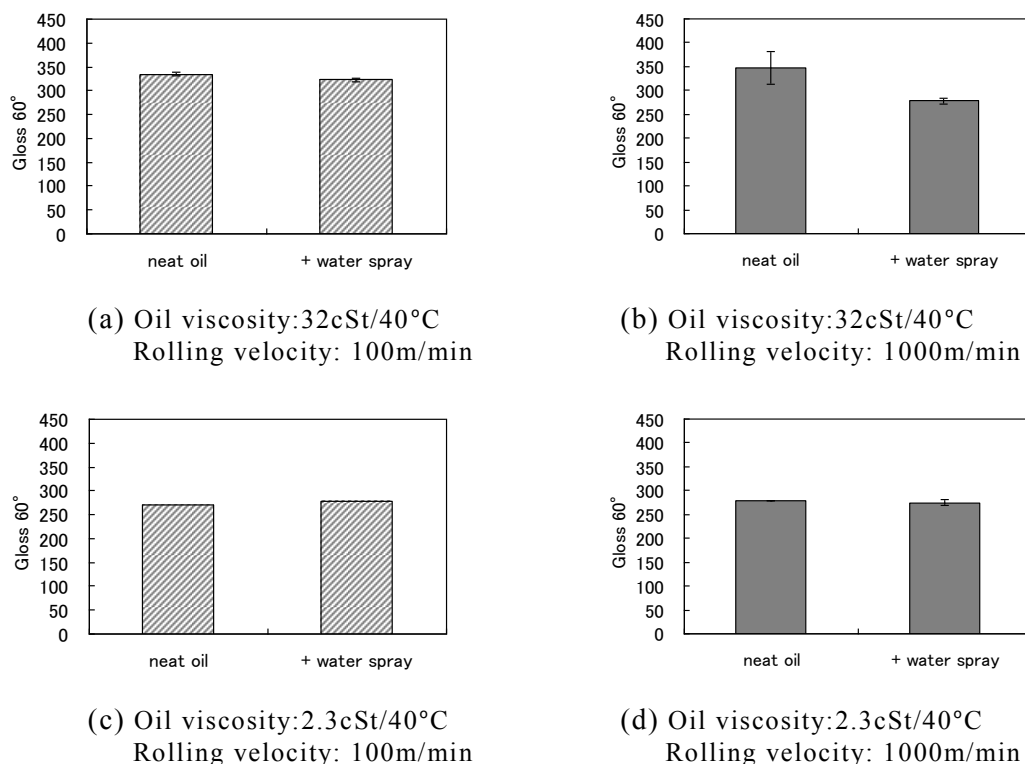 450
400
350
300
250
200
150
100
50
0
Gloss 60°
neat oil
+ water spray
(a) Oil viscosity:32cSt/40°C
Rolling velocity: 100m/min
450
400
350
300
250
200
150
100
50
0
Gloss 60°
neat oil
+ water spray
(b) Oil viscosity:32cSt/40°C
Rolling velocity: 1000m/min
450
400
350
300
250
200
150
100
50
0
Gloss 60°
neat oil
+ water spray
(c) Oil viscosity:2.3cSt/40°C
Rolling velocity: 100m/min
450
400
350
300
250
200
150
100
50
0
Gloss 60°
neat oil
+ water spray
(d) Oil viscosity:2.3cSt/40°C
Rolling velocity: 1000m/min